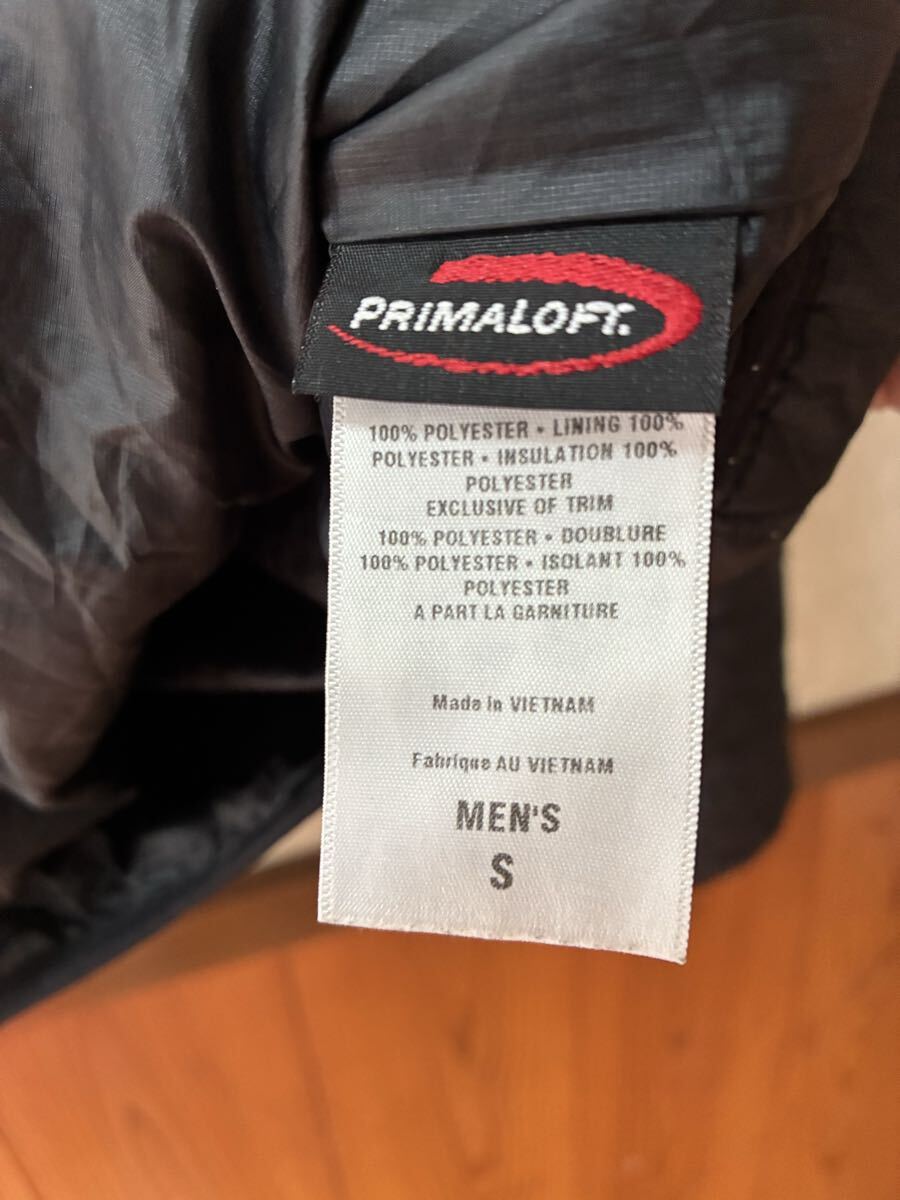 PRIMALOFT.
100% POLYESTER • LINING 100%
POLYESTER • INSULATION 100%
POLYESTER
EXCLUSIVE OF TRIM
100% POLYESTER • DOUBLURE
100% POLYESTER • ISOLANT 100%
POLYESTER
A PART LA GARNITURE
Made in VIETNAM
Fabrique AU VIETNAM
MEN'S
S